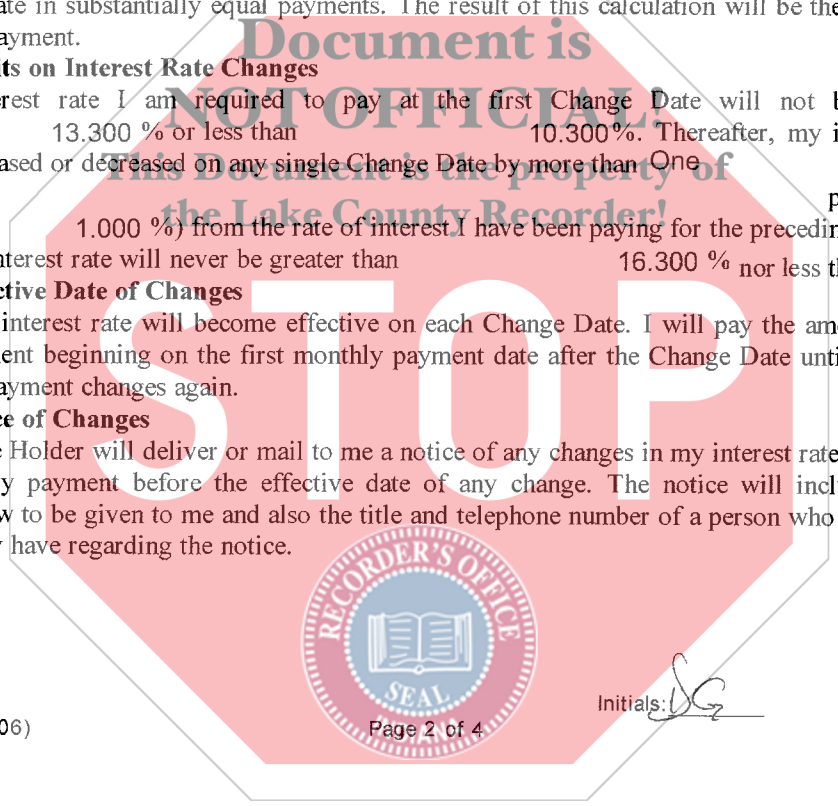 ate in substantially equal payments. The result of this calculation will be the
ayment.
Document is
its on Interest Rate Changes
erest rate I am required to pay at the first Change Date will not b
NOT OFFICIAL!
13.300 % or less than 10.300%. Thereafter, my i
ased or decreased on any single Change Date by more than One
This Document is the property of
p
the Lake County Recorder!
1.000 %) from the rate of interest I have been paying for the precedin
nterest rate will never be greater than 16.300 % nor less th
ctive Date of Changes
interest rate will become effective on each Change Date. I will pay the am
ent beginning on the first monthly payment date after the Change Date unti
ayment changes again.
STOP
ce of Changes
e Holder will deliver or mail to me a notice of any changes in my interest rate
y payment before the effective date of any change. The notice will incl
w to be given to me and also the title and telephone number of a person who
y have regarding the notice.
RECORDER'S OFFICE
SEAL
INDIANA
Initials: DG
06)
Page 2 of 4